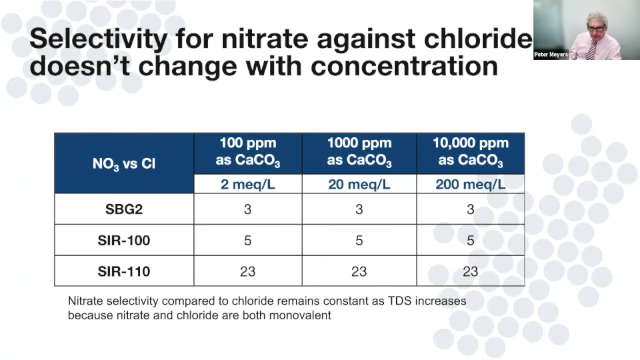 Selectivity for nitrate against chloride
doesn't change with concentration
Peter Meyers
NO3 vs Cl
100 ppm as CaCO3
1000 ppm as CaCO3
10,000 ppm as CaCO3
2 meq/L
20 meq/L
200 meq/L
SBG2 3 3 3
SIR-100 5 5 5
SIR-110 23 23 23
Nitrate selectivity compared to chloride remains constant as TDS increases
because nitrate and chloride are both monovalent